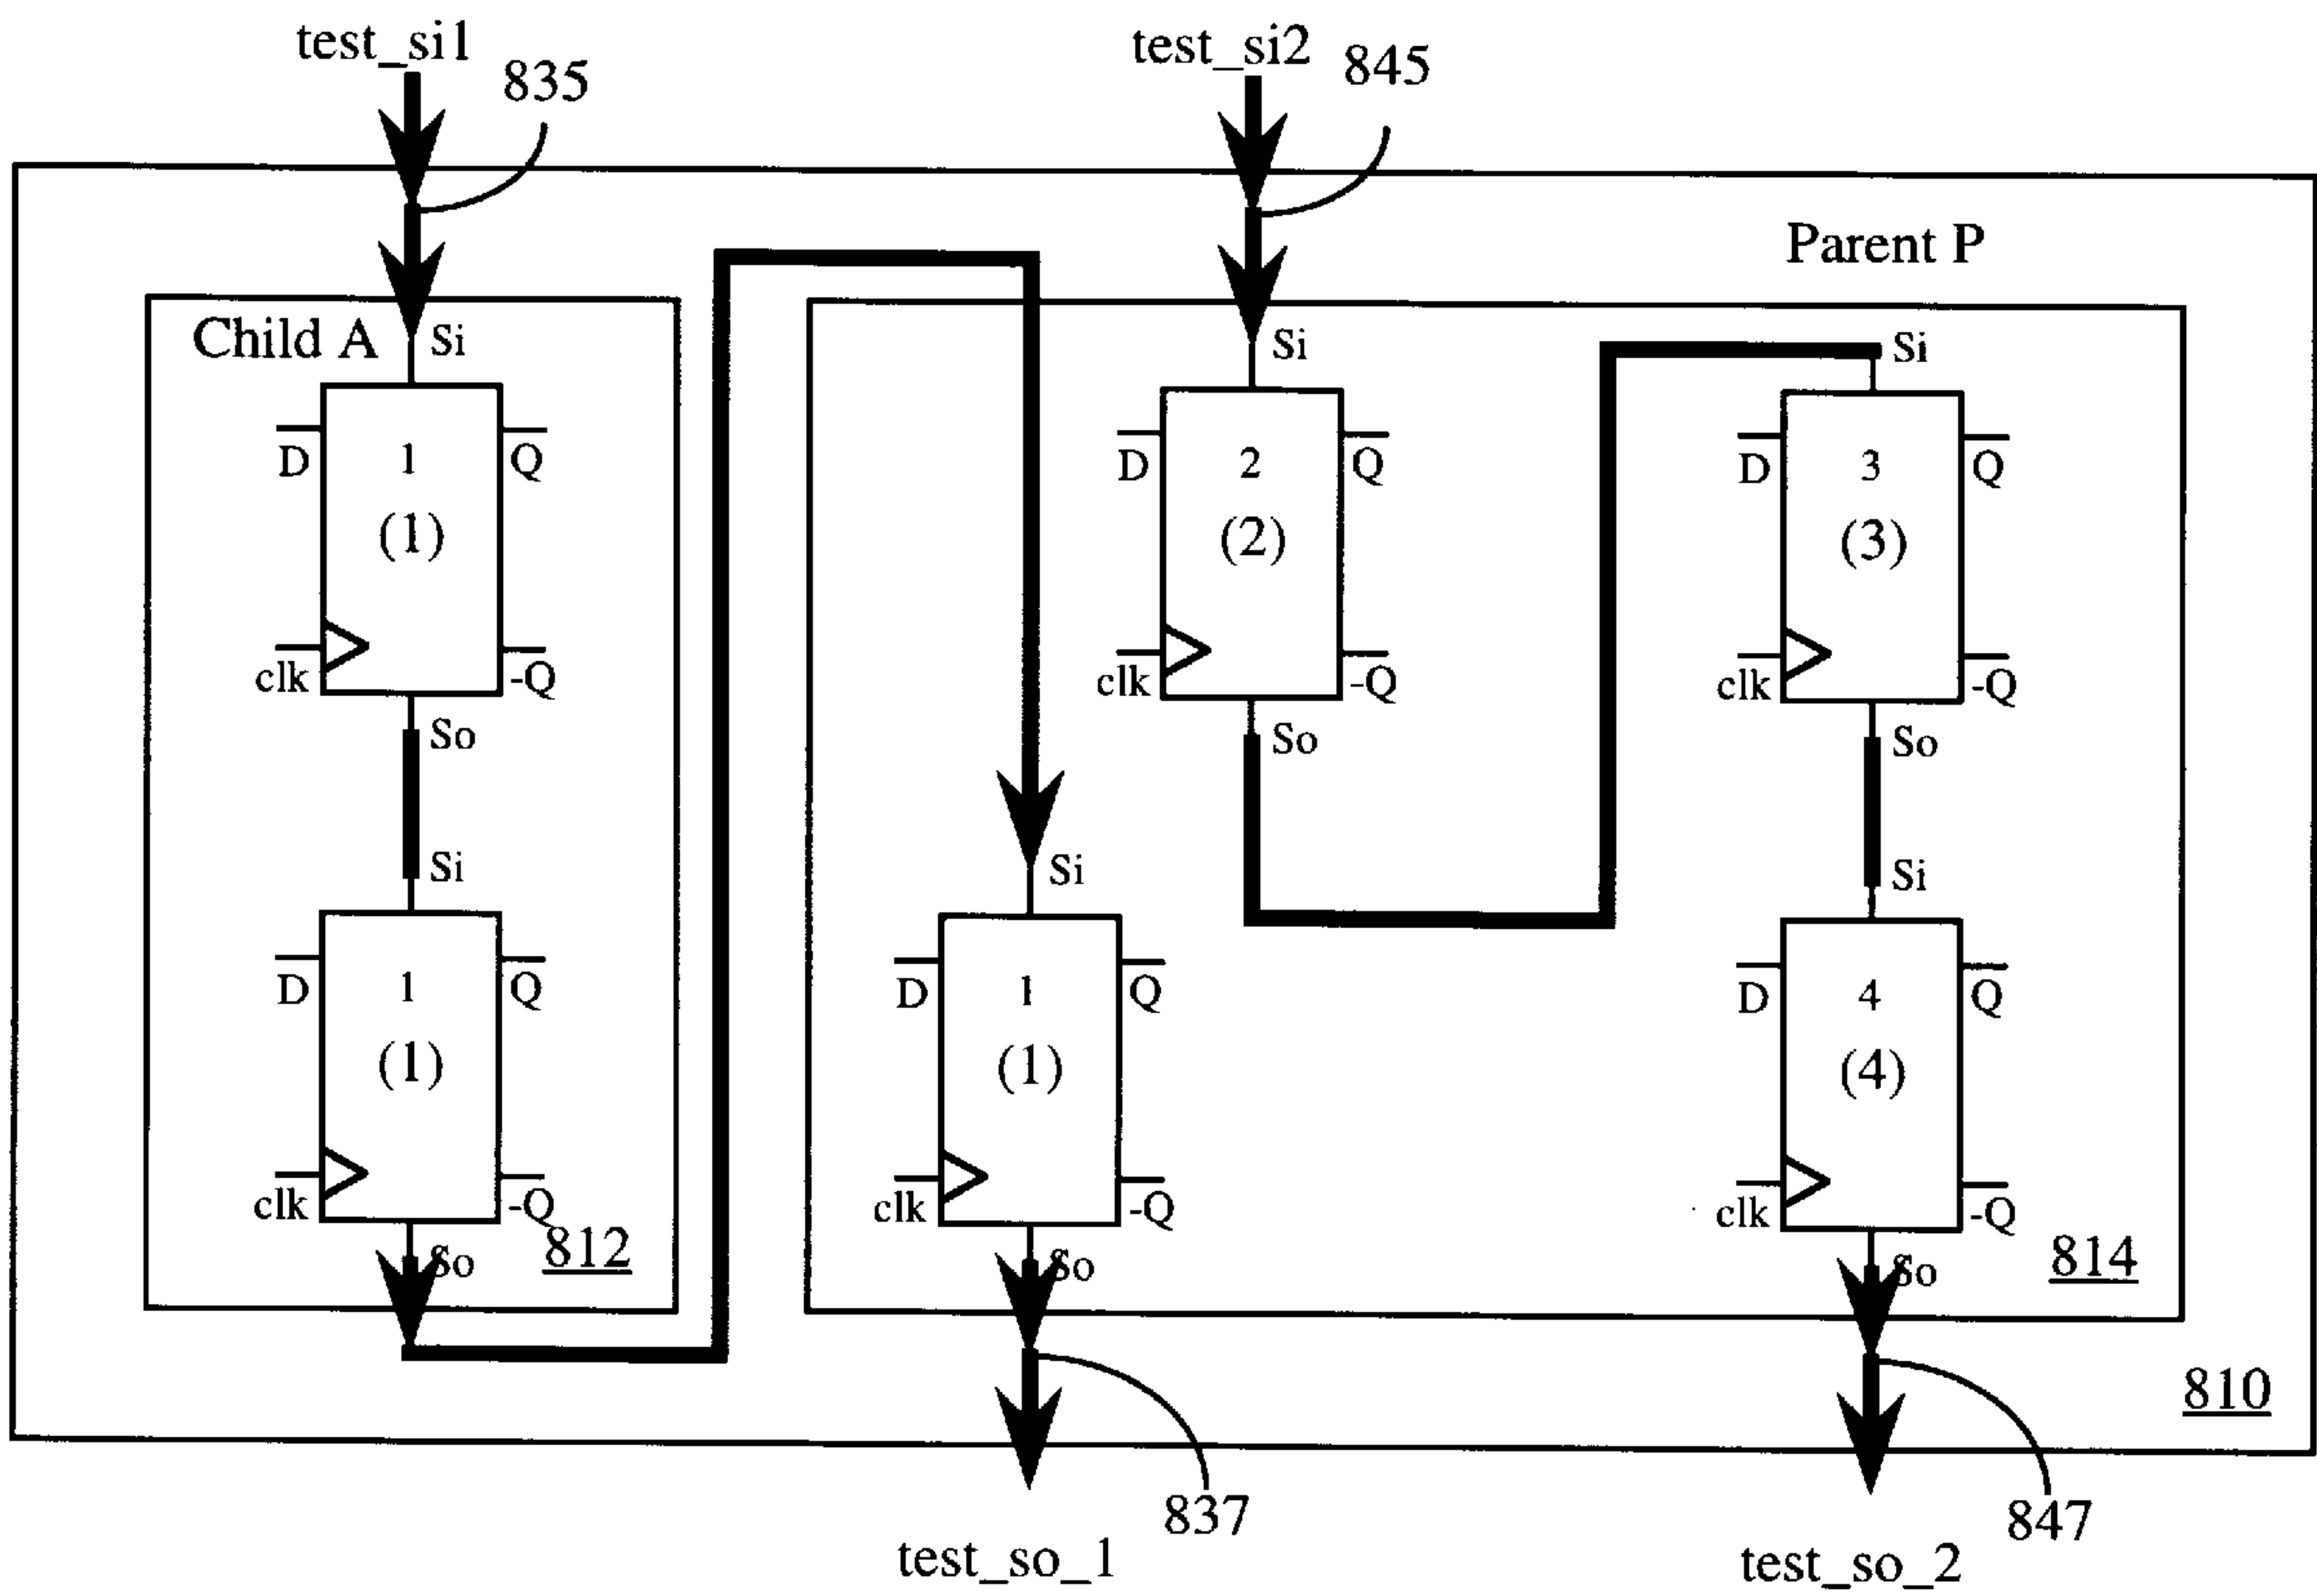 test_si1
test_si2
835
845
Parent P
Child A
Si
Si
Si
D
1
Q
(1)
clk
-Q
So
D
2
Q
(2)
clk
-Q
So
D
3
Q
(3)
clk
-Q
So
Si
Si
Si
D
1
Q
(1)
clk
-Q
So
812
D
1
Q
(1)
clk
-Q
So
D
4
Q
(4)
clk
-Q
So
814
810
837
847
test_so_1
test_so_2